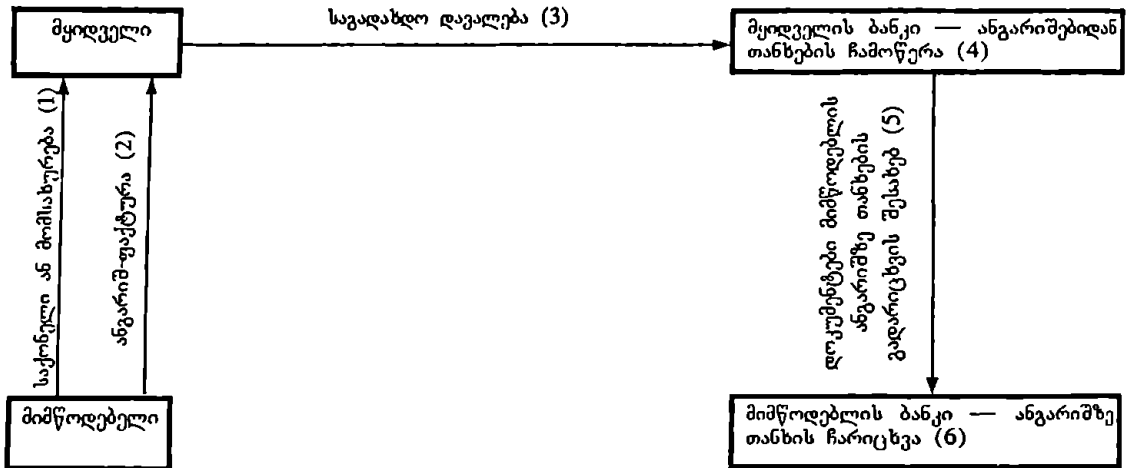 მყიდველი
საგადახდო დავალება (3)
მყიდველის ბანკი — ანგარიშებიდან
თანხების ჩამოწერა (4)
საქონელი ან მომსახურება (1)
ანგარიშ-ფაქტურა (2)
დოკუმენტები მიმწოდებლის
ანგარიშზე თანხების
გადარიცხვის შესახებ (5)
მიმწოდებელი
მიმწოდებლის ბანკი — ანგარიშზე
თანხის ჩარიცხვა (6)